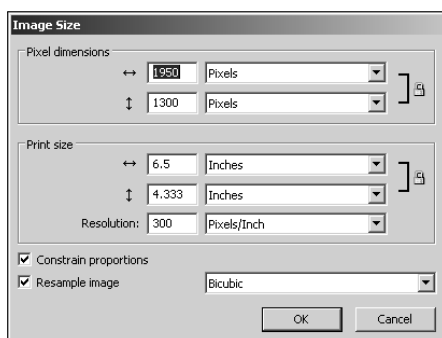 Image Size
Pixel dimensions
1950 Pixels
1300 Pixels
Print size
6.5 Inches
4.333 Inches
Resolution: 300 Pixels/Inch
Constrain proportions
Resample image Bicubic
OK Cancel